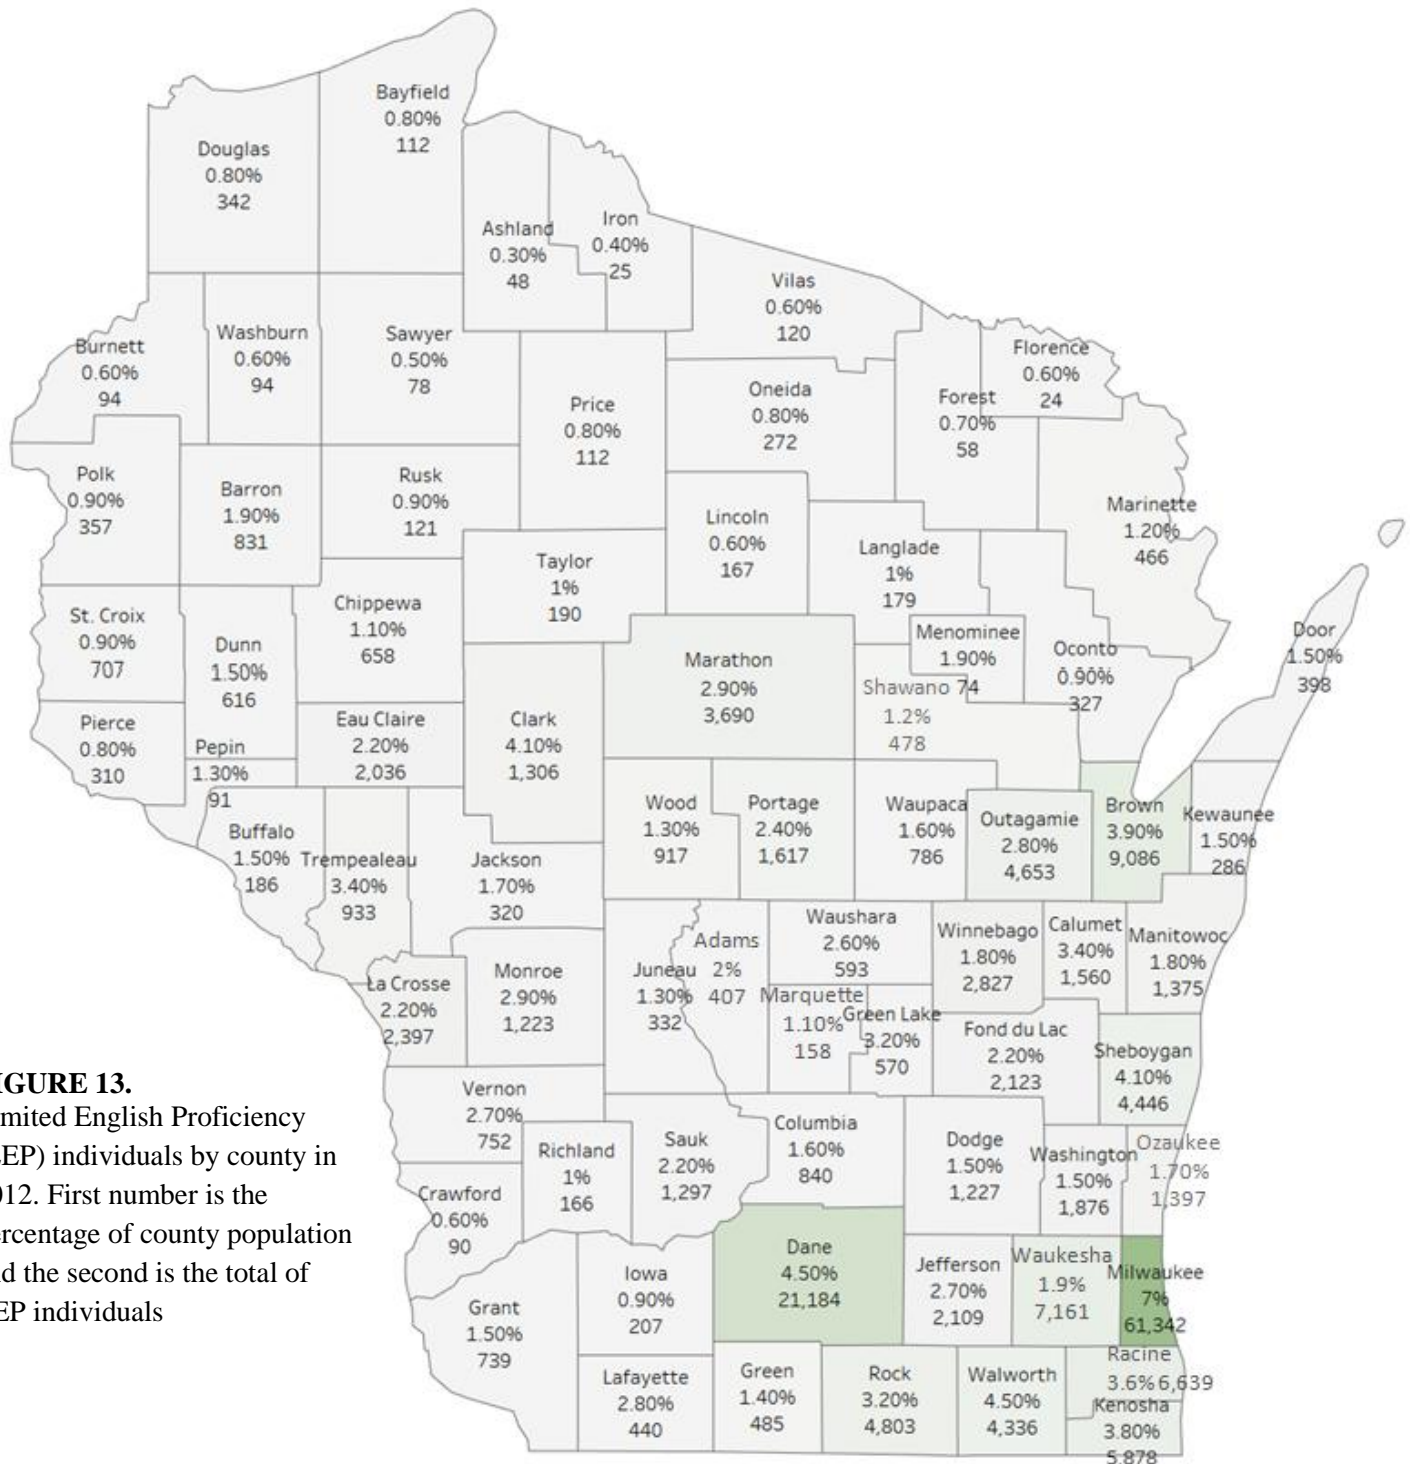 Bayfield
0.80%
112
Douglas
0.80%
342
Ashland
0.30%
48
Iron
0.40%
25
Vilas
0.60%
120
Burnett
0.60%
94
Washburn
0.60%
94
Sawyer
0.50%
78
Florence
0.60%
24
Price
0.80%
112
Oneida
0.80%
272
Forest
0.70%
58
Polk
0.90%
357
Barron
1.90%
831
Rusk
0.90%
121
Lincoln
0.60%
167
Langlade
1%
179
Marinette
1.20%
466
Taylor
1%
190
St. Croix
0.90%
707
Dunn
1.50%
616
Chippewa
1.10%
658
Marathon
2.90%
3,690
Menominee
1.90%
74
Shawano
1.2%
478
Oconto
0.90%
327
Door
1.50%
398
Pierce
0.80%
310
Pepin
1.30%
91
Eau Claire
2.20%
2,036
Clark
4.10%
1,306
Wood
1.30%
917
Portage
2.40%
1,617
Waupaca
1.60%
786
Outagamie
2.80%
4,653
Brown
3.90%
9,086
Kewaunee
1.50%
286
Buffalo
1.50%
186
Trempealeau
3.40%
933
Jackson
1.70%
320
Adams
2%
407
Waushara
2.60%
593
Winnebago
1.80%
2,827
Calumet
3.40%
1,560
Manitowoc
1.80%
1,375
La Crosse
2.20%
2,397
Monroe
2.90%
1,223
Juneau
1.30%
332
Marquette
1.10%
158
Green Lake
3.20%
570
Fond du Lac
2.20%
2,123
Sheboygan
4.10%
4,446
Vernon
2.70%
752
Richland
1%
166
Sauk
2.20%
1,297
Columbia
1.60%
840
Dodge
1.50%
1,227
Washington
1.50%
1,876
Ozaukee
1.70%
1,397
Crawford
0.60%
90
Dane
4.50%
21,184
Jefferson
2.70%
2,109
Waukesha
1.9%
7,161
Milwaukee
7%
61,342
Grant
1.50%
739
Iowa
0.90%
207
Lafayette
2.80%
440
Green
1.40%
485
Rock
3.20%
4,803
Walworth
4.50%
4,336
Racine
3.6% 6,639
Kenosha
3.80%
5,878
IGURE 13.
mited English Proficiency
EP) individuals by county in
012. First number is the
ercentage of county population
d the second is the total of
EP individuals